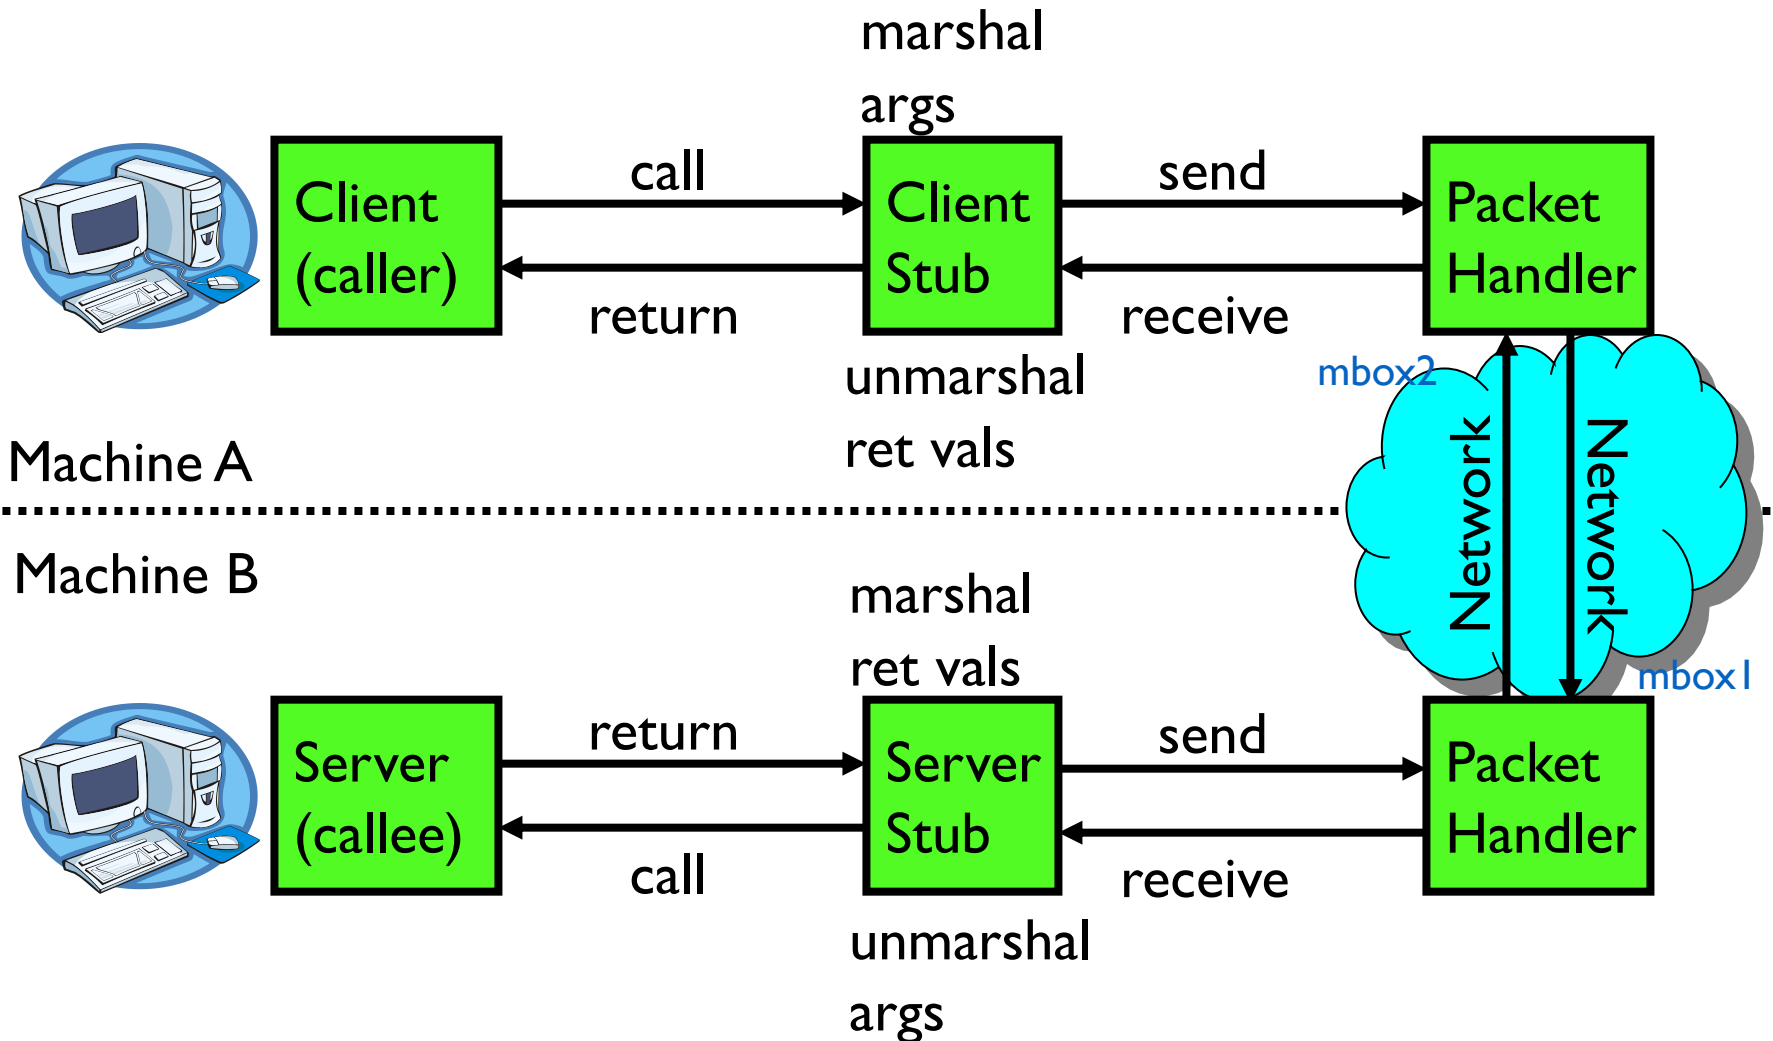 marshal
args
call
send
Client
(caller)
Client
Stub
Packet
Handler
return
receive
mbox2
unmarshal
ret vals
Machine A
Network
Network
Machine B
marshal
ret vals
mbox1
return
send
Server
(callee)
Server
Stub
Packet
Handler
call
receive
unmarshal
args